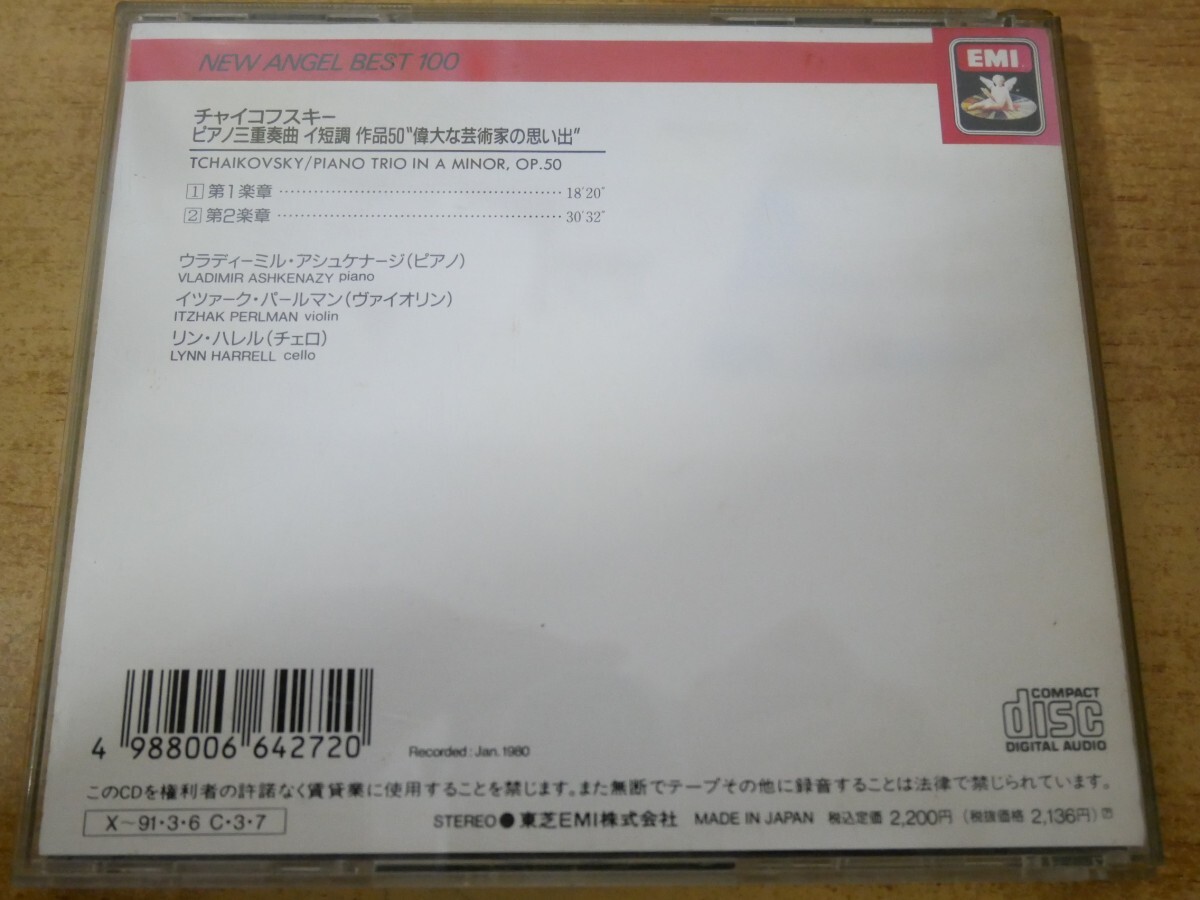 NEW ANGEL BEST 100
EMI
チャイコフスキー
ピアノ三重奏曲 イ短調 作品50“偉大な芸術家の思い出”
TCHAIKOVSKY/PIANO TRIO IN A MINOR, OP.50
1 第1楽章 18'20"
2 第2楽章 30'32"
ウラディーミル・アシュケナージ(ピアノ)
VLADIMIR ASHKENAZY piano
イツァーク・パールマン(ヴァイオリン)
ITZHAK PERLMAN violin
リン・ハレル(チェロ)
LYNN HARRELL cello
4 988006 642720
Recorded: Jan. 1980
COMPACT
disc
DIGITAL AUDIO
このCDを権利者の許諾なく賃貸業に使用することを禁じます。また無断でテープその他に録音することは法律で禁じられています。
X〜91・3・6 C・3・7
STEREO ● 東芝EMI株式会社 MADE IN JAPAN 税込定価 2,200円 (税抜価格 2,136円)